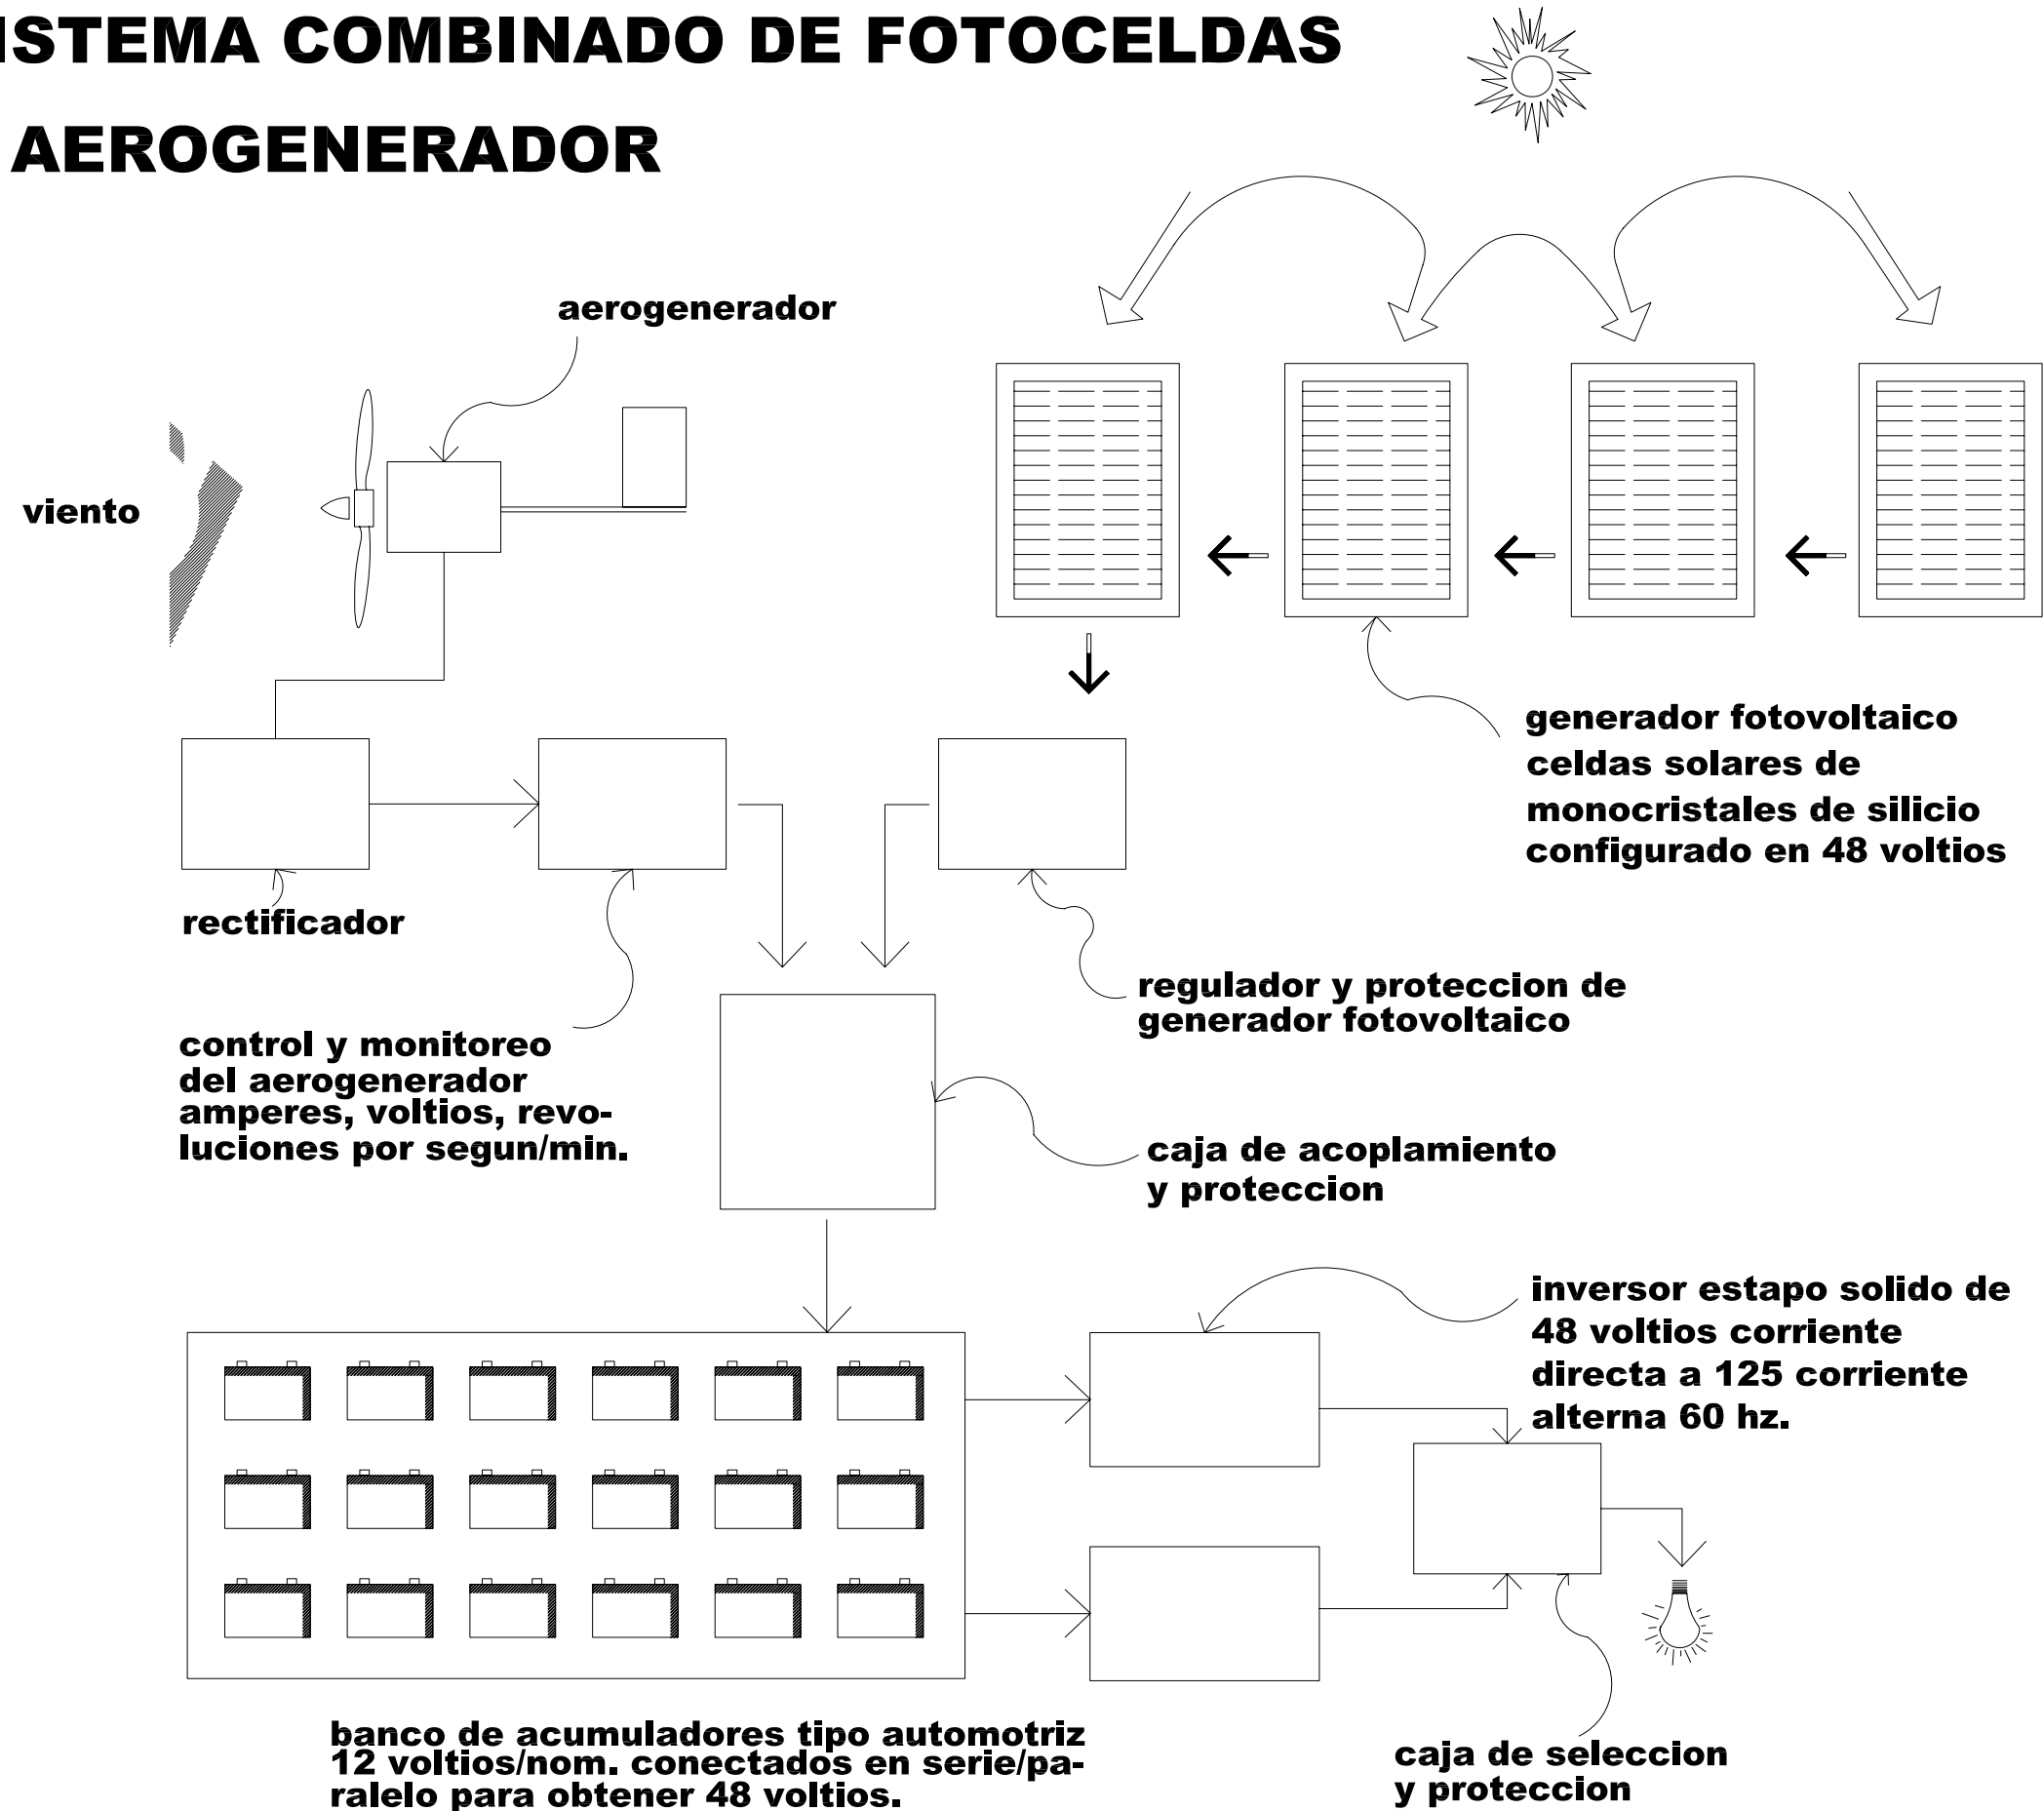 ISTEMA COMBINADO DE FOTOCELDAS
AEROGENERADOR
aerogenerador
viento
generador fotovoltaico
celdas solares de
monocristales de silicio
configurado en 48 voltios
rectificador
regulador y proteccion de
generador fotovoltaico
control y monitoreo
del aerogenerador
amperes, voltios, revo-
luciones por segun/min.
caja de acoplamiento
y proteccion
inversor estapo solido de
48 voltios corriente
directa a 125 corriente
alterna 60 hz.
banco de acumuladores tipo automotriz
12 voltios/nom. conectados en serie/pa-
ralelo para obtener 48 voltios.
caja de seleccion
y proteccion